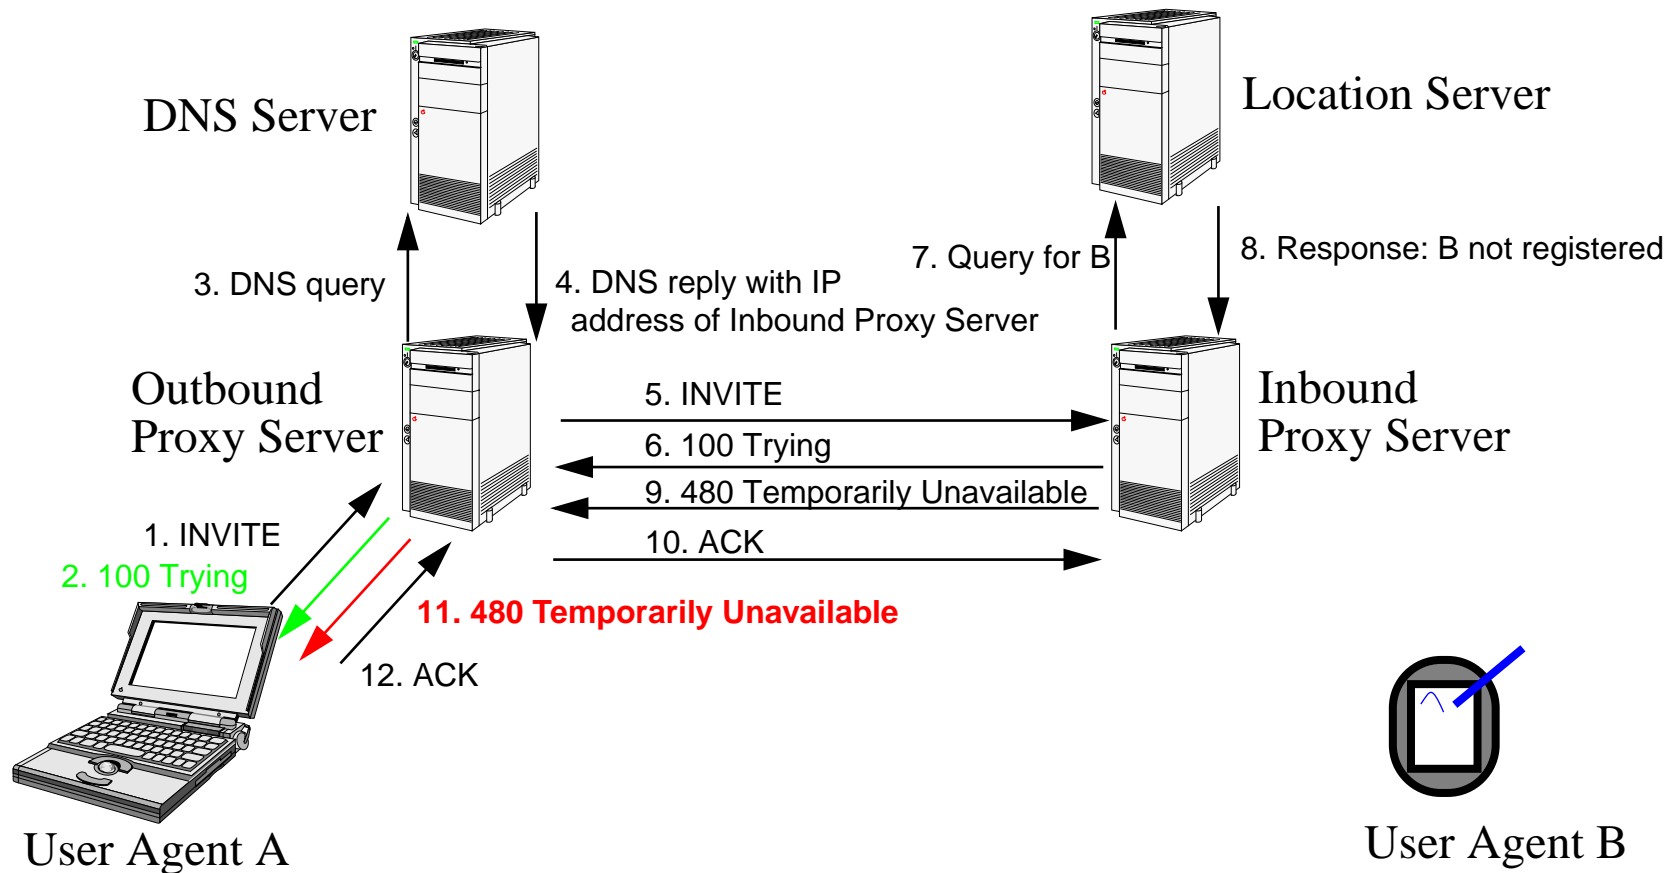 DNS Server
Location Server
3. DNS query
4. DNS reply with IP
address of Inbound Proxy Server
7. Query for B
8. Response: B not registered
Outbound
Proxy Server
5. INVITE
6. 100 Trying
9. 480 Temporarily Unavailable
10. ACK
Inbound
Proxy Server
1. INVITE
2. 100 Trying
11. 480 Temporarily Unavailable
12. ACK
User Agent A
User Agent B